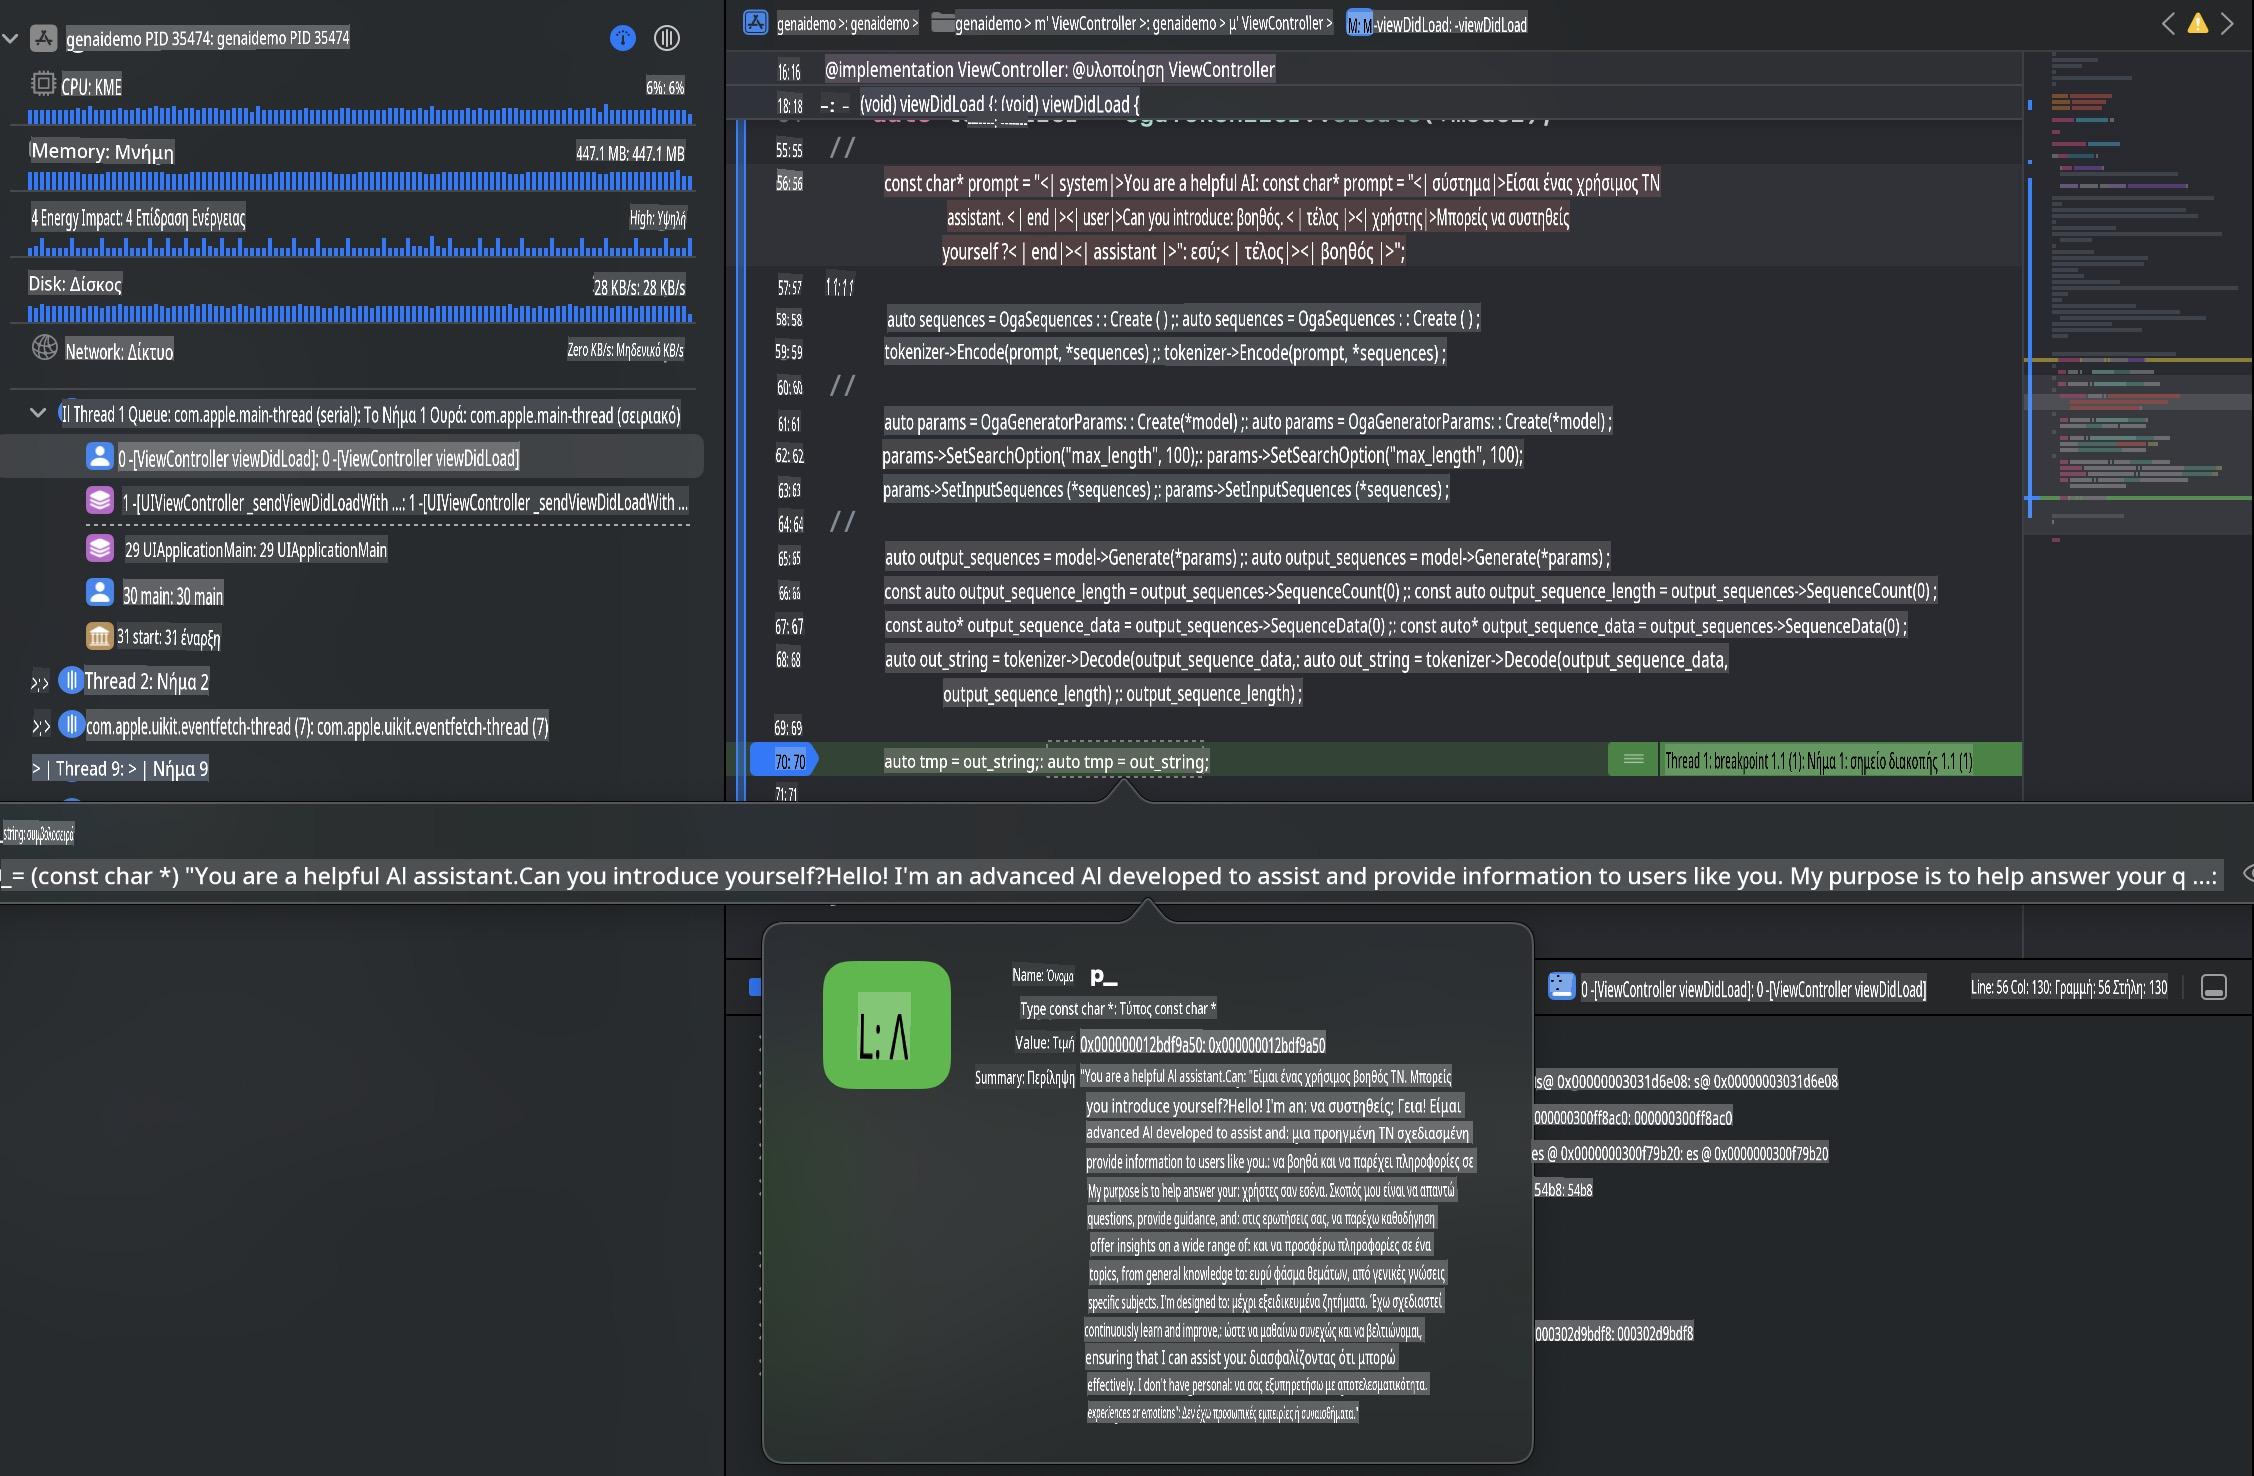 genaidemo PID 35474: genaidemo PID 35474
CPU: KME
6%: 6%
Memory: Μνήμη
447.1 MB: 447.1 MB
4 Energy Impact: 4 Επίδραση Ενέργειας
High: Υψηλή
Disk: Δίσκος
28 KB/s: 28 KB/s
Network: Δίκτυο
Zero KB/s: Μηδενικό KB/s
Il Thread 1 Queue: com.apple.main-thread (serial): Το Νήμα 1 Ουρά: com.apple.main-thread (σειριακό)
0 -[ViewController viewDidLoad]: 0 -[ViewController viewDidLoad]
1 -[UIViewController _sendViewDidLoadWith ...: 1 -[UIViewController _sendViewDidLoadWith ...
29 UIApplicationMain: 29 UIApplicationMain
30 main: 30 main
31 start: 31 έναρξη
>: > Thread 2: Νήμα 2
>: > com.apple.uikit.eventfetch-thread (7): com.apple.uikit.eventfetch-thread (7)
> | Thread 9: > | Νήμα 9
genaidemo >: genaidemo > genaidemo > m' ViewController >: genaidemo > μ' ViewController > M: M -viewDidLoad: -viewDidLoad
16: 16 @implementation ViewController: @υλοποίηση ViewController
18: 18 –: – (void) viewDidLoad {: (void) viewDidLoad {
55: 55 //
56: 56 const char* prompt = "<| system|>You are a helpful AI: const char* prompt = "<| σύστημα|>Είσαι ένας χρήσιμος ΤΝ
assistant. < | end |><| user|>Can you introduce: βοηθός. < | τέλος |><| χρήστης|>Μπορείς να συστηθείς
yourself ?< | end|><| assistant |>": εσύ;< | τέλος|><| βοηθός |>";
57: 57 11: 11
58: 58 auto sequences = OgaSequences : : Create ( ) ;: auto sequences = OgaSequences : : Create ( ) ;
59: 59 tokenizer->Encode(prompt, *sequences) ;: tokenizer->Encode(prompt, *sequences) ;
60: 60 //
61: 61 auto params = OgaGeneratorParams: : Create(*model) ;: auto params = OgaGeneratorParams: : Create(*model) ;
62: 62 params->SetSearchOption("max_length", 100);: params->SetSearchOption("max_length", 100);
63: 63 params->SetInputSequences (*sequences) ;: params->SetInputSequences (*sequences) ;
64: 64 //
65: 65 auto output_sequences = model->Generate(*params) ;: auto output_sequences = model->Generate(*params) ;
66: 66 const auto output_sequence_length = output_sequences->SequenceCount(0) ;: const auto output_sequence_length = output_sequences->SequenceCount(0) ;
67: 67 const auto* output_sequence_data = output_sequences->SequenceData(0) ;: const auto* output_sequence_data = output_sequences->SequenceData(0) ;
68: 68 auto out_string = tokenizer->Decode(output_sequence_data,: auto out_string = tokenizer->Decode(output_sequence_data,
output_sequence_length) ;: output_sequence_length) ;
69: 69
70: 70 auto tmp = out_string;: auto tmp = out_string; Thread 1: breakpoint 1.1 (1): Νήμα 1: σημείο διακοπής 1.1 (1)
71: 71
_string: συμβολοσειρά
_= (const char *) "You are a helpful AI assistant.Can you introduce yourself?Hello! I'm an advanced AI developed to assist and provide information to users like you. My purpose is to help answer your q ...:
L: Λ
Name: Όνομα p_
Type const char *: Τύπος const char *
Value: Τιμή 0x000000012bdf9a50: 0x000000012bdf9a50
Summary: Περίληψη "You are a helpful AI assistant.Can: "Είμαι ένας χρήσιμος βοηθός ΤΝ. Μπορείς
you introduce yourself?Hello! I'm an: να συστηθείς; Γεια! Είμαι
advanced AI developed to assist and: μια προηγμένη ΤΝ σχεδιασμένη
provide information to users like you.: να βοηθά και να παρέχει πληροφορίες σε
My purpose is to help answer your: χρήστες σαν εσένα. Σκοπός μου είναι να απαντώ
questions, provide guidance, and: στις ερωτήσεις σας, να παρέχω καθοδήγηση
offer insights on a wide range of: και να προσφέρω πληροφορίες σε ένα
topics, from general knowledge to: ευρύ φάσμα θεμάτων, από γενικές γνώσεις
specific subjects. I'm designed to: μέχρι εξειδικευμένα ζητήματα. Έχω σχεδιαστεί
continuously learn and improve,: ώστε να μαθαίνω συνεχώς και να βελτιώνομαι,
ensuring that I can assist you: διασφαλίζοντας ότι μπορώ
effectively. I don't have personal: να σας εξυπηρετήσω με αποτελεσματικότητα.
experiences or emotions": Δεν έχω προσωπικές εμπειρίες ή συναισθήματα."
0 -[ViewController viewDidLoad]: 0 -[ViewController viewDidLoad]
Line: 56 Col: 130: Γραμμή: 56 Στήλη: 130
s@ 0x00000003031d6e08: s@ 0x00000003031d6e08
000000300ff8ac0: 000000300ff8ac0
es @ 0x0000000300f79b20: es @ 0x0000000300f79b20
54b8: 54b8
000302d9bdf8: 000302d9bdf8